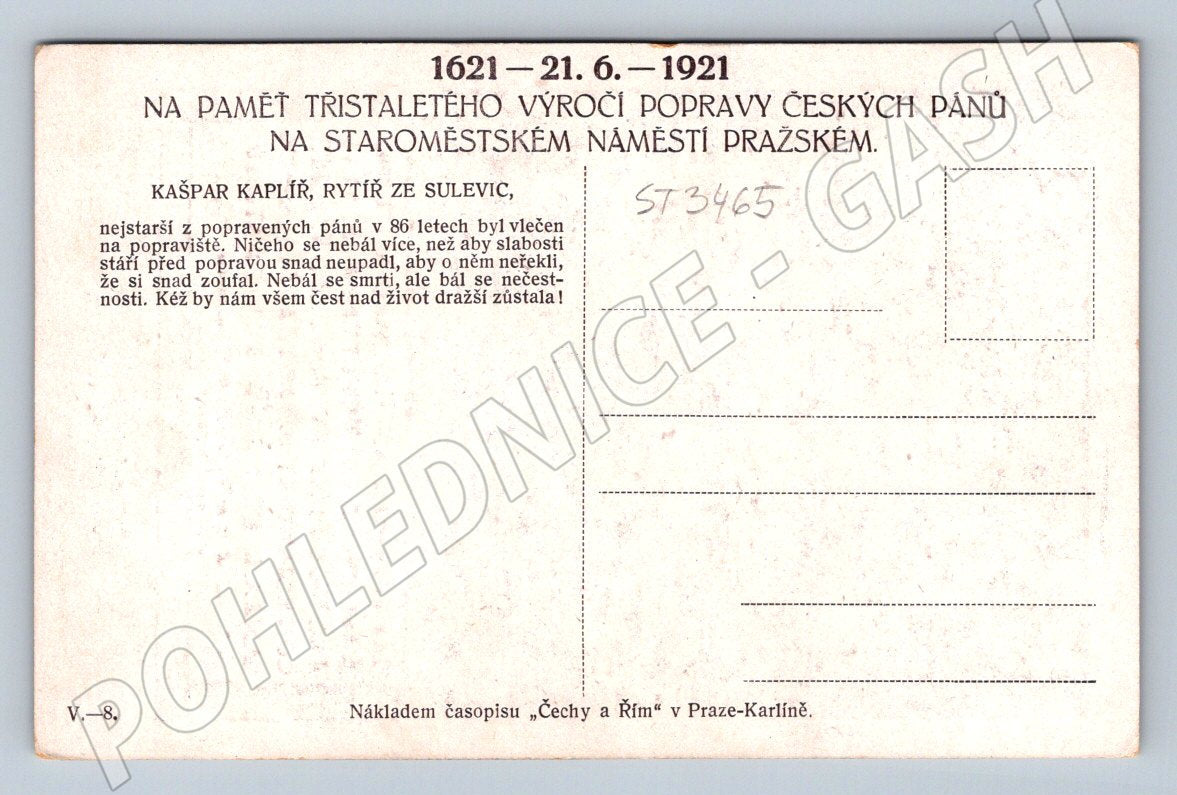 1621 — 21. 6. — 1921
NA PAMĚŤ TŘISTALETÉHO VÝROČÍ POPRAVY ČESKÝCH PÁNŮ
NA STAROMĚSTSKÉM NÁMĚSTÍ PRAŽSKÉM.
KAŠPAR KAPLÍŘ, RYTÍŘ ZE SULEVIC,
nejstarší z popravených pánů v 86 letech byl vlečen
na popraviště. Ničeho se nebál více, než aby slabosti
stáří před popravou snad neupadl, aby o něm neřekli,
že si snad zoufal. Nebál se smrti, ale bál se nečest-
nosti. Kéž by nám všem čest nad život dražší zůstala!
ST3465
V.—8.
Nákladem časopisu „Čechy a Řím“ v Praze-Karlíně.
POHLEDNICE - GASH